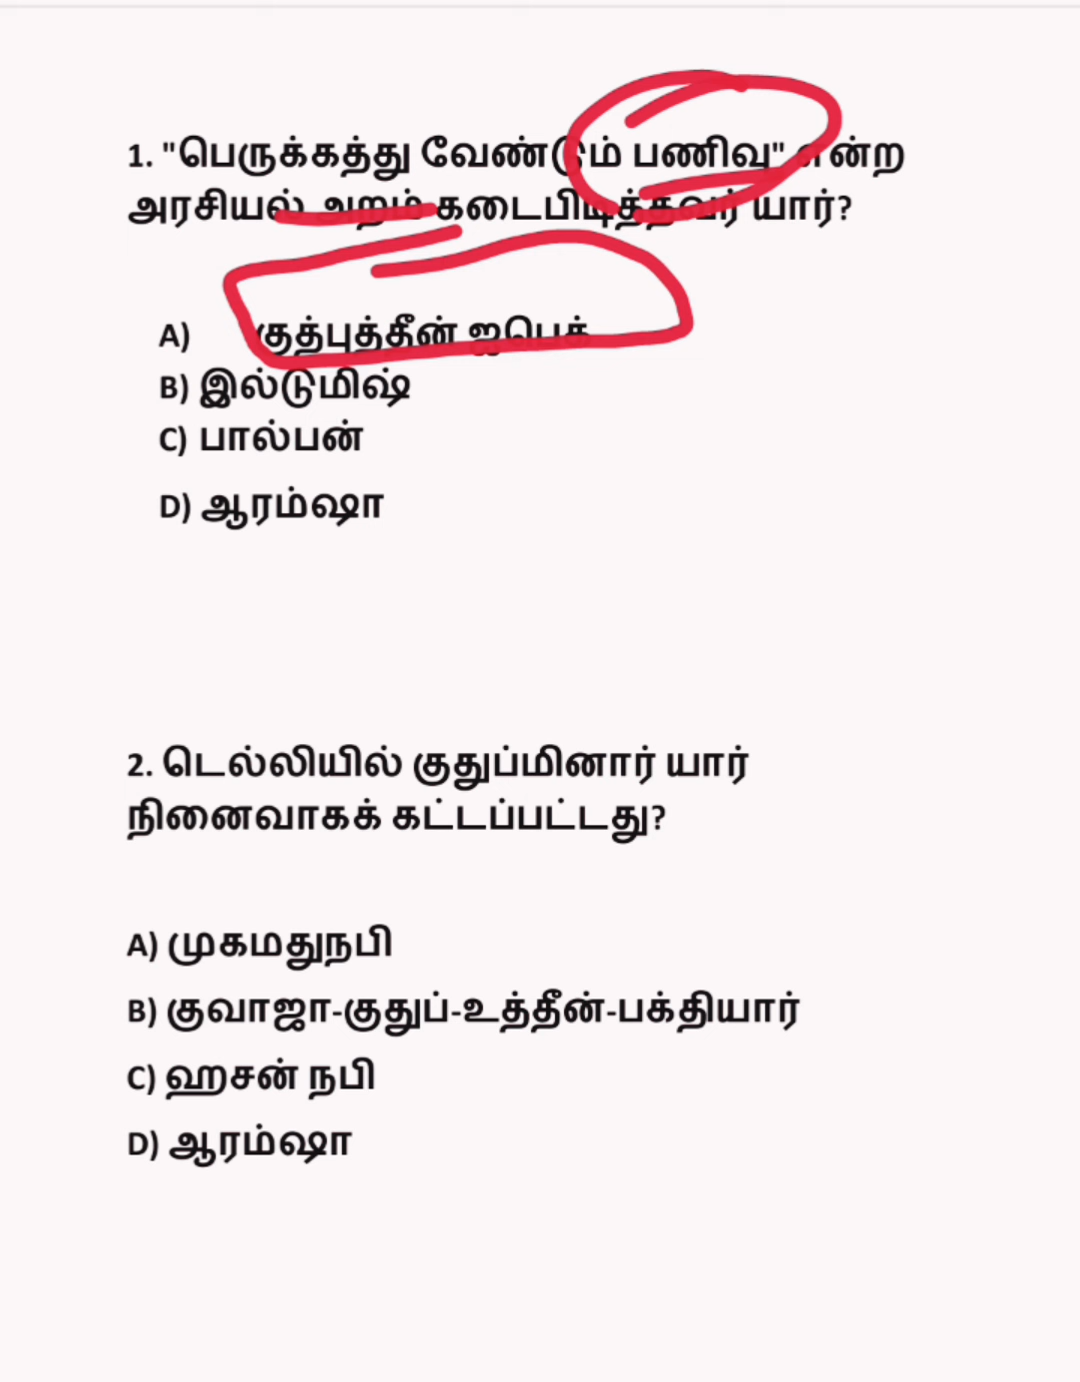 1. "பெருக்கத்து வேண்டும் பணிவு" என்ற
அரசியல் அறம் கடைபிடித்தவர் யார்?
A) குத்புத்தீன் ஐபெக்
B) இல்டுமிஷ்
C) பால்பன்
D) ஆரம்ஷா
2. டெல்லியில் குதுப்மினார் யார்
நினைவாகக் கட்டப்பட்டது?
A) முகமதுநபி
B) குவாஜா-குதுப்-உத்தீன்-பக்தியார்
C) ஹசன் நபி
D) ஆரம்ஷா